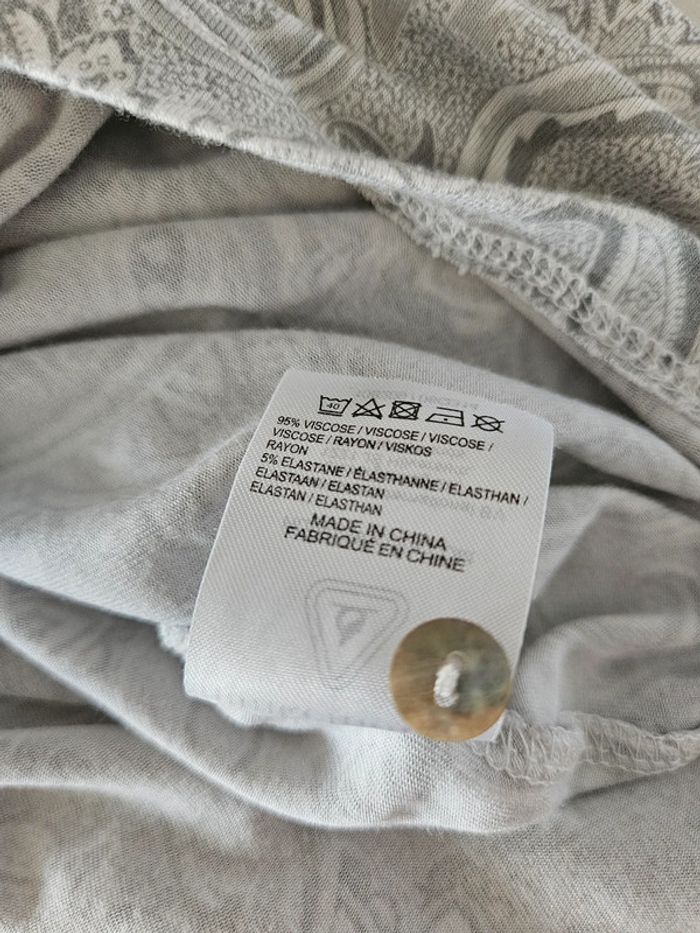 40
95% VISCOSE / VISCOSE / VISCOSE /
VISCOSE / RAYON / VISKOS
RAYON
5% ELASTANE / ÉLASTHANNE / ELASTHAN /
ELASTAAN / ELASTAN
ELASTAN / ELASTHAN
MADE IN CHINA
FABRIQUÉ EN CHINE